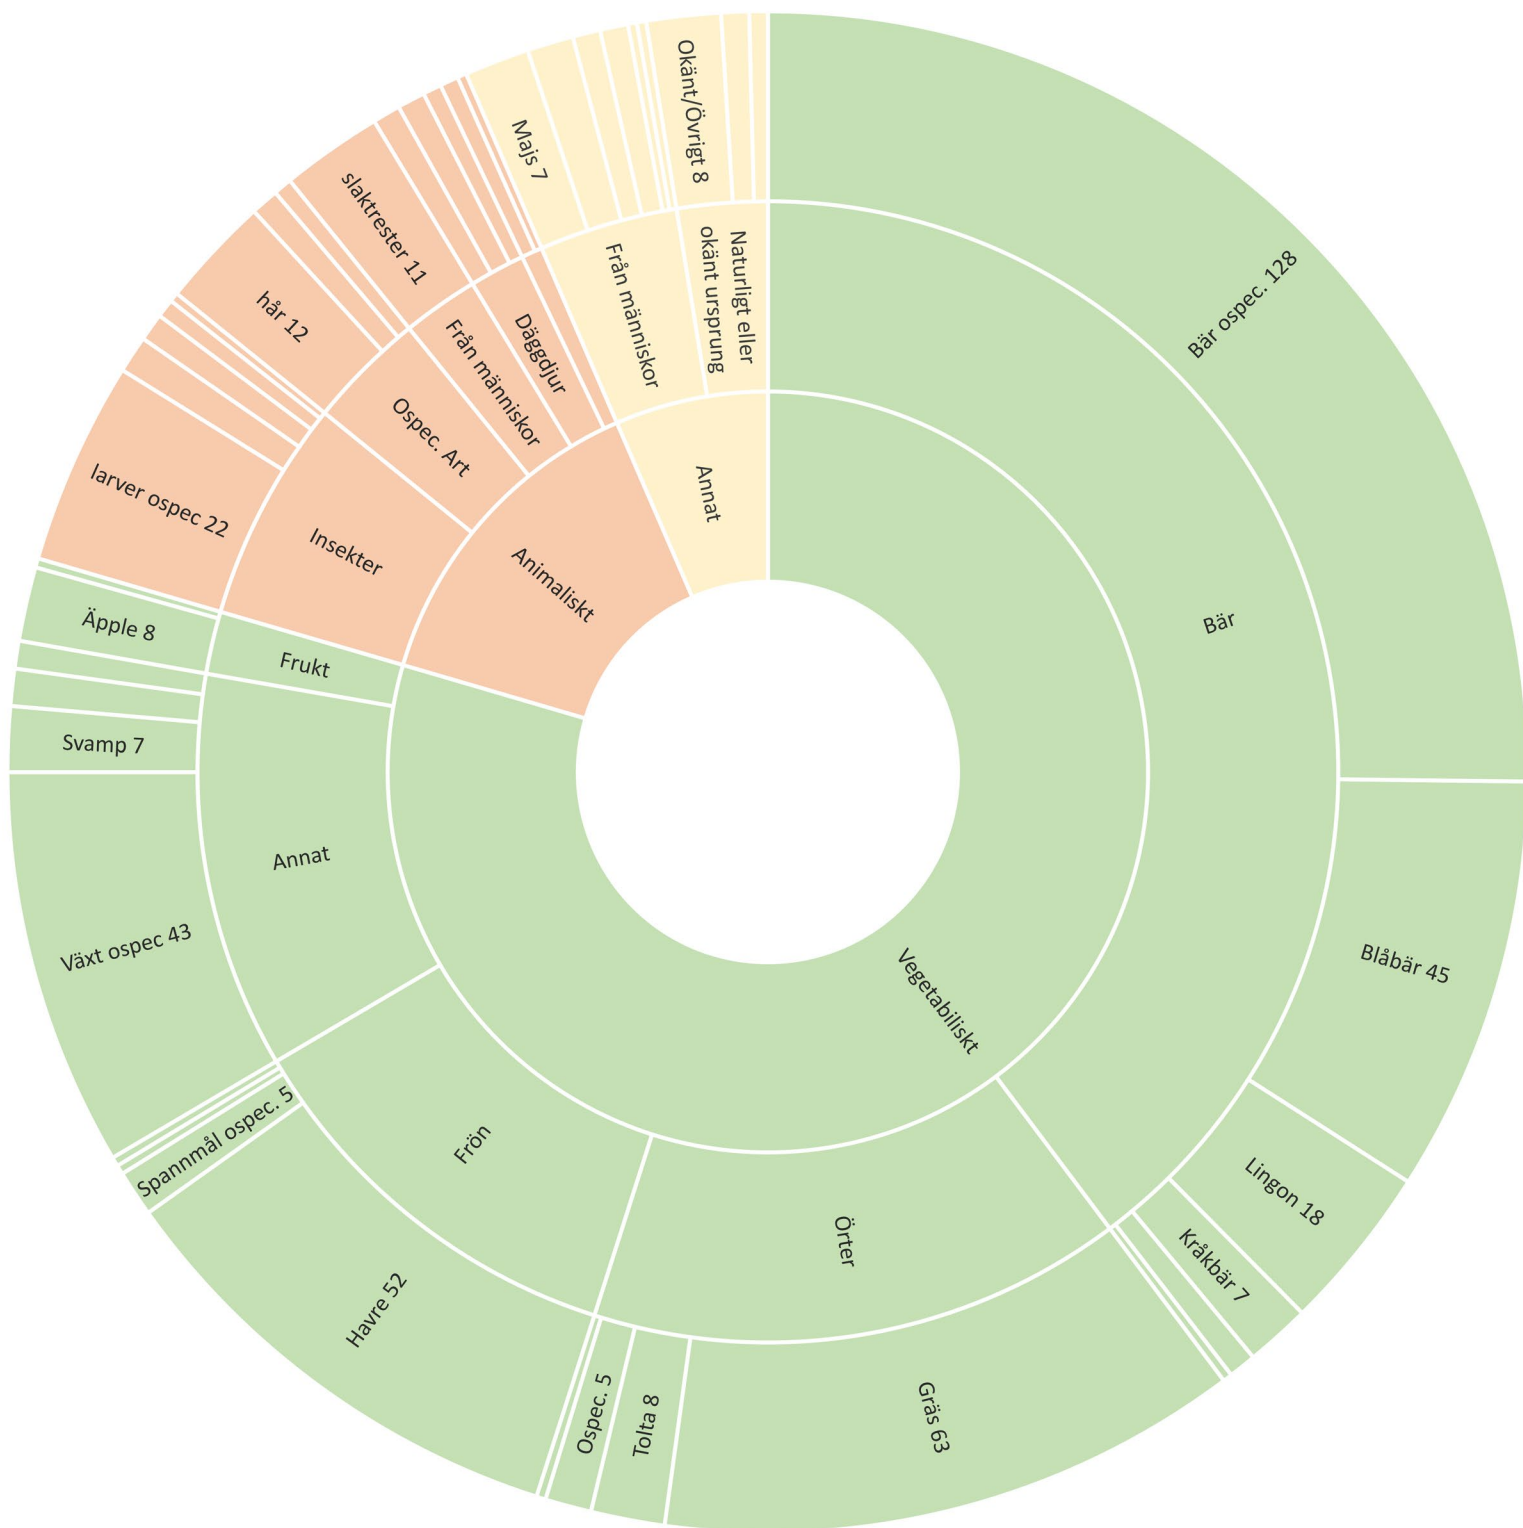 Vegetabiliskt
Bär
Bär ospec. 128
Blåbär 45
Lingon 18
Kråkbär 7
Örter
Gräs 63
Tolta 8
Ospec. 5
Frön
Havre 52
Spannmål ospec. 5
Annat
Växt ospec 43
Svamp 7
Frukt
Äpple 8
Animaliskt
Insekter
larver ospec 22
Ospec. Art
hår 12
Från människor
slaktrester 11
Däggdjur
Annat
Från människor
Majs 7
Naturligt eller
okänt ursprung
Okänt/Övrigt 8